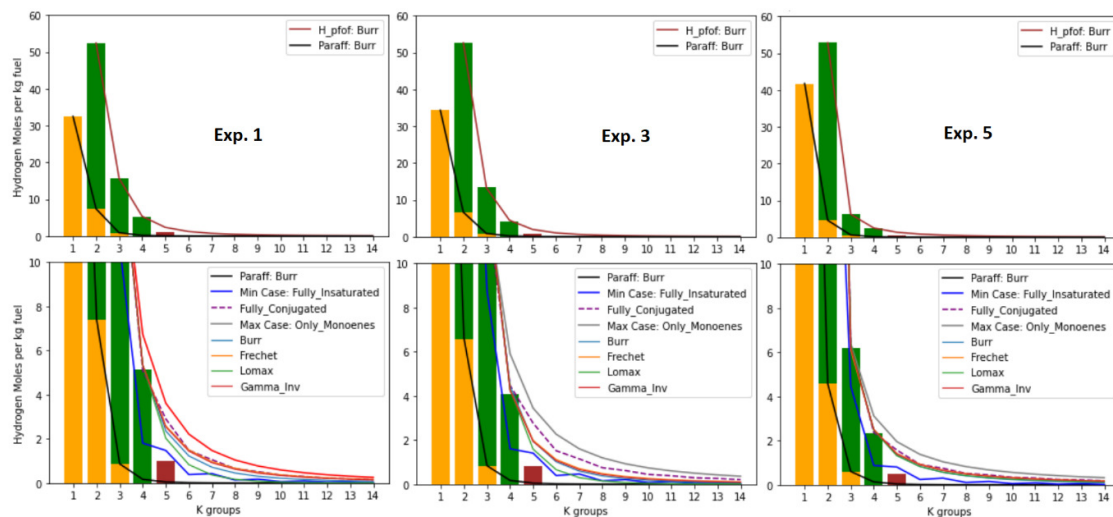 60
50
40
30
20
10
0
Hydrogen Moles per kg fuel
H_pfof: Burr
Paraff: Burr
Exp. 1
1 2 3 4 5 6 7 8 9 10 11 12 13 14
60
50
40
30
20
10
0
H_pfof: Burr
Paraff: Burr
Exp. 3
1 2 3 4 5 6 7 8 9 10 11 12 13 14
60
50
40
30
20
10
0
H_pfof: Burr
Paraff: Burr
Exp. 5
1 2 3 4 5 6 7 8 9 10 11 12 13 14
10
8
6
4
2
0
Hydrogen Moles per kg fuel
Paraff: Burr
Min Case: Fully_Insaturated
Fully_Conjugated
Max Case: Only_Monoenes
Burr
Frechet
Lomax
Gamma_Inv
1 2 3 4 5 6 7 8 9 10 11 12 13 14
K groups
10
8
6
4
2
0
Paraff: Burr
Min Case: Fully_Insaturated
Fully_Conjugated
Max Case: Only_Monoenes
Burr
Frechet
Lomax
Gamma_Inv
1 2 3 4 5 6 7 8 9 10 11 12 13 14
K groups
10
8
6
4
2
0
Paraff: Burr
Min Case: Fully_Insaturated
Fully_Conjugated
Max Case: Only_Monoenes
Burr
Frechet
Lomax
Gamma_Inv
1 2 3 4 5 6 7 8 9 10 11 12 13 14
K groups